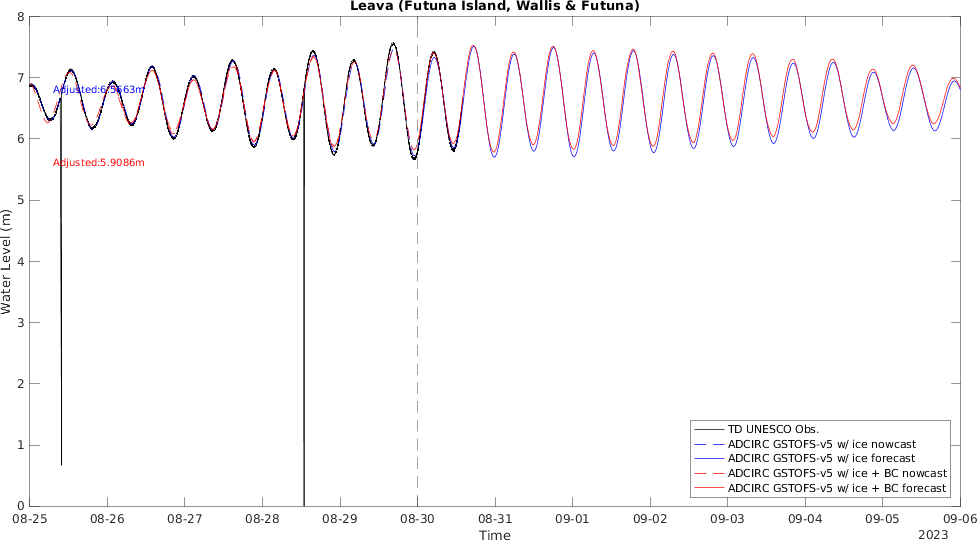 Leava (Futuna Island, Wallis & Futuna)
8
7
6
5
4
3
2
1
0
Water Level (m)
Adjusted:6.5663m
Adjusted:5.9086m
TD UNESCO Obs.
ADCIRC GSTOFS-v5 w/ ice nowcast
ADCIRC GSTOFS-v5 w/ ice forecast
ADCIRC GSTOFS-v5 w/ ice + BC nowcast
ADCIRC GSTOFS-v5 w/ ice + BC forecast
08-25 08-26 08-27 08-28 08-29 08-30 08-31 09-01 09-02 09-03 09-04 09-05 09-06
Time
2023